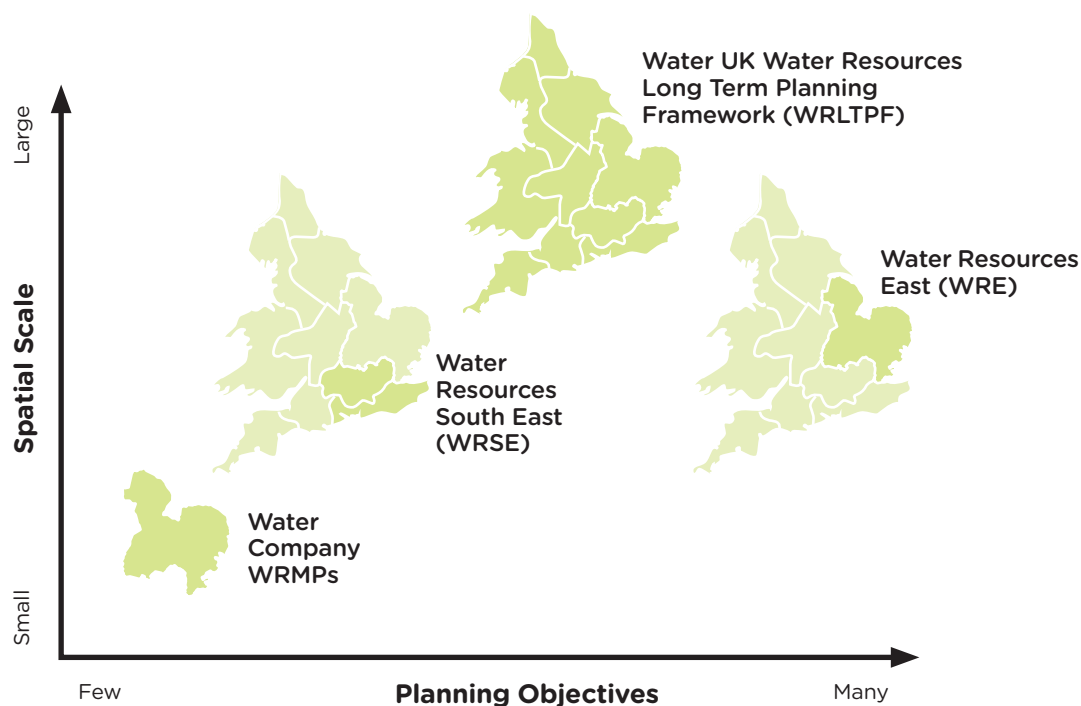 Water UK Water Resources
Long Term Planning
Framework (WRLTPF)
Large
Water Resources
East (WRE)
Spatial Scale
Water
Resources
South East
(WRSE)
Water
Company
WRMPs
Small
Few
Planning Objectives
Many